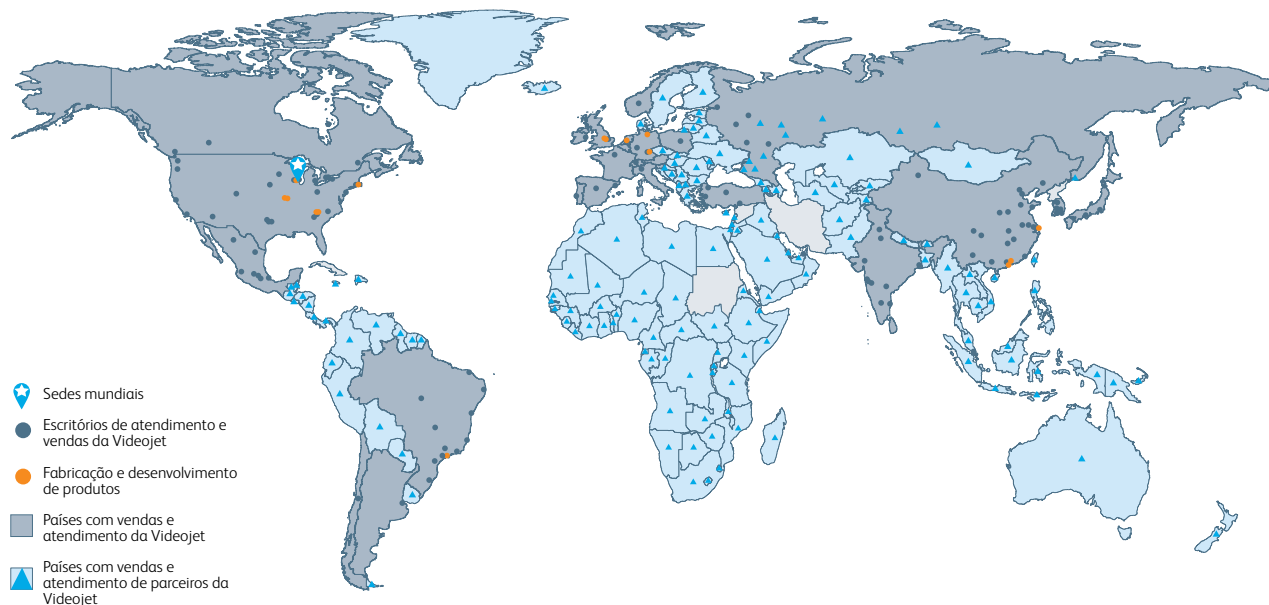 Sedes mundiais
Escritórios de atendimento e
vendas da Videojet
Fabricação e desenvolvimento
de produtos
Países com vendas e
atendimento da Videojet
Países com vendas e
atendimento de parceiros da
Videojet